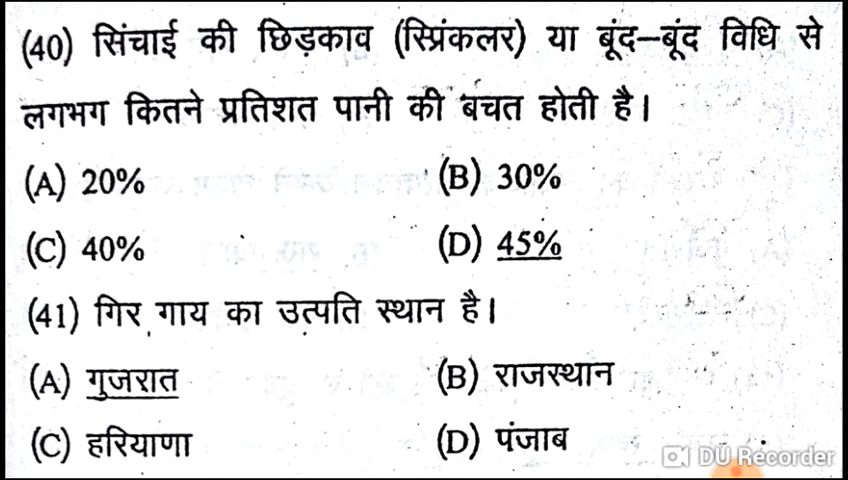 (40) सिंचाई की छिड़काव (स्प्रिंकलर) या बूंद–बूंद विधि से
लगभग कितने प्रतिशत पानी की बचत होती है।
(A) 20% (B) 30%
(C) 40% (D) 45%
(41) गिर गाय का उत्पति स्थान है।
(A) गुजरात (B) राजस्थान
(C) हरियाणा (D) पंजाब
DU Recorder